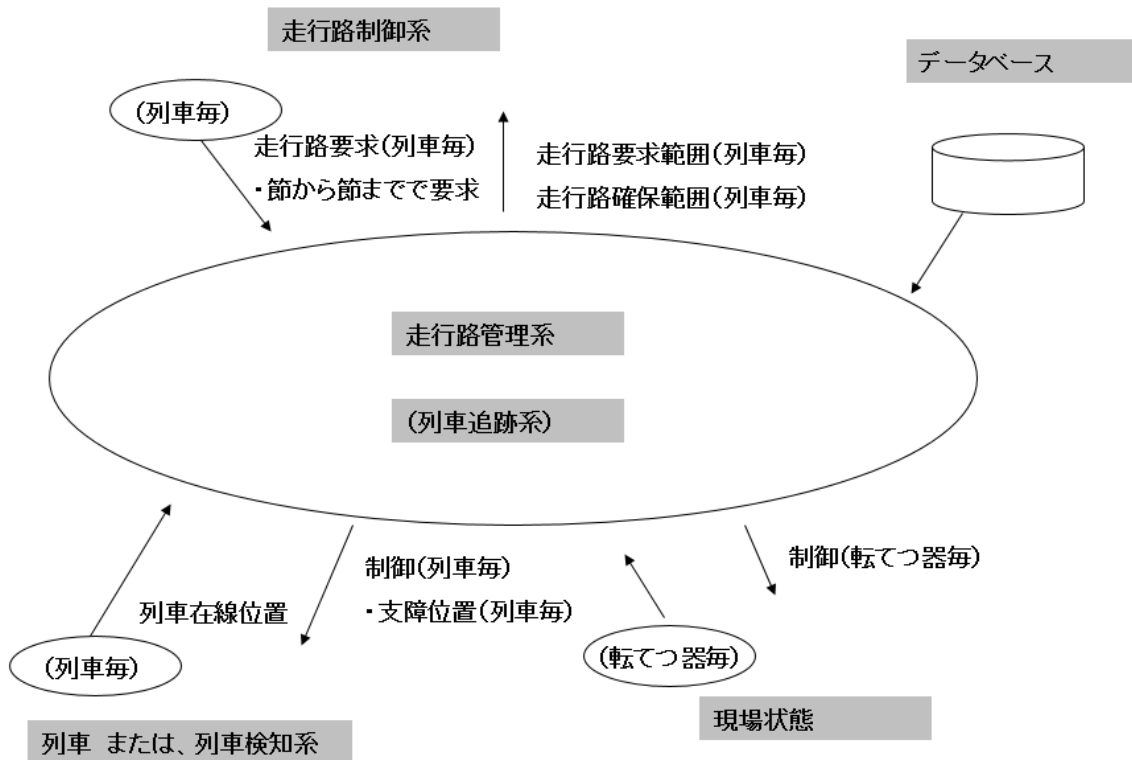 走行路制御系
データベース
(列車毎)
走行路要求(列車毎)
・節から節までで要求
走行路要求範囲(列車毎)
走行路確保範囲(列車毎)
走行路管理系
(列車追跡系)
制御(列車毎)
・支障位置(列車毎)
制御(転てつ器毎)
列車在線位置
(列車毎)
(転てつ器毎)
現場状態
列車 または、列車検知系